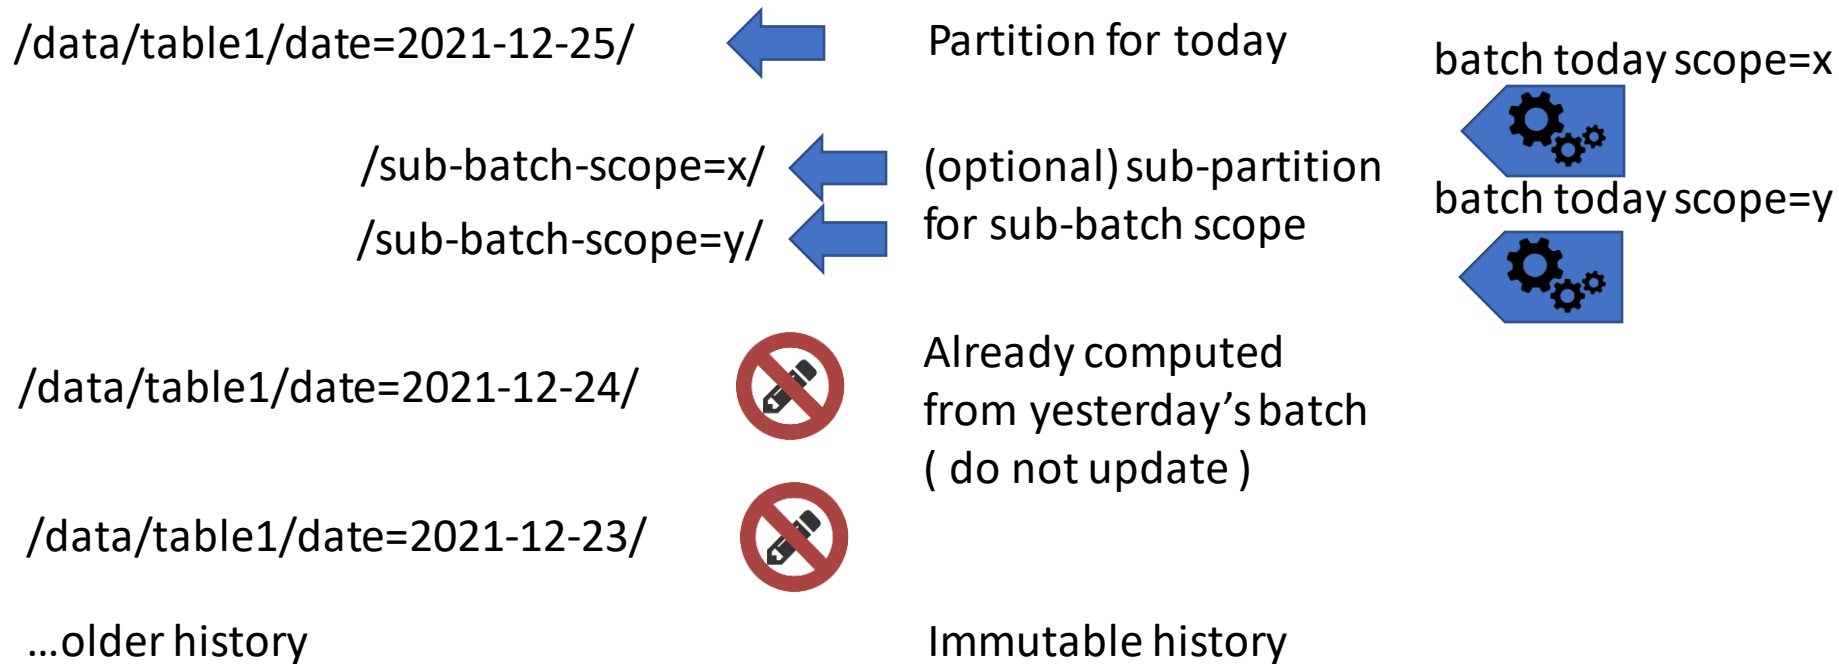 /data/table1/date=2021-12-25/
Partition for today
batch today scope=x
/sub-batch-scope=x/
(optional) sub-partition
for sub-batch scope
batch today scope=y
/sub-batch-scope=y/
/data/table1/date=2021-12-24/
Already computed
from yesterday’s batch
( do not update )
/data/table1/date=2021-12-23/
…older history
Immutable history